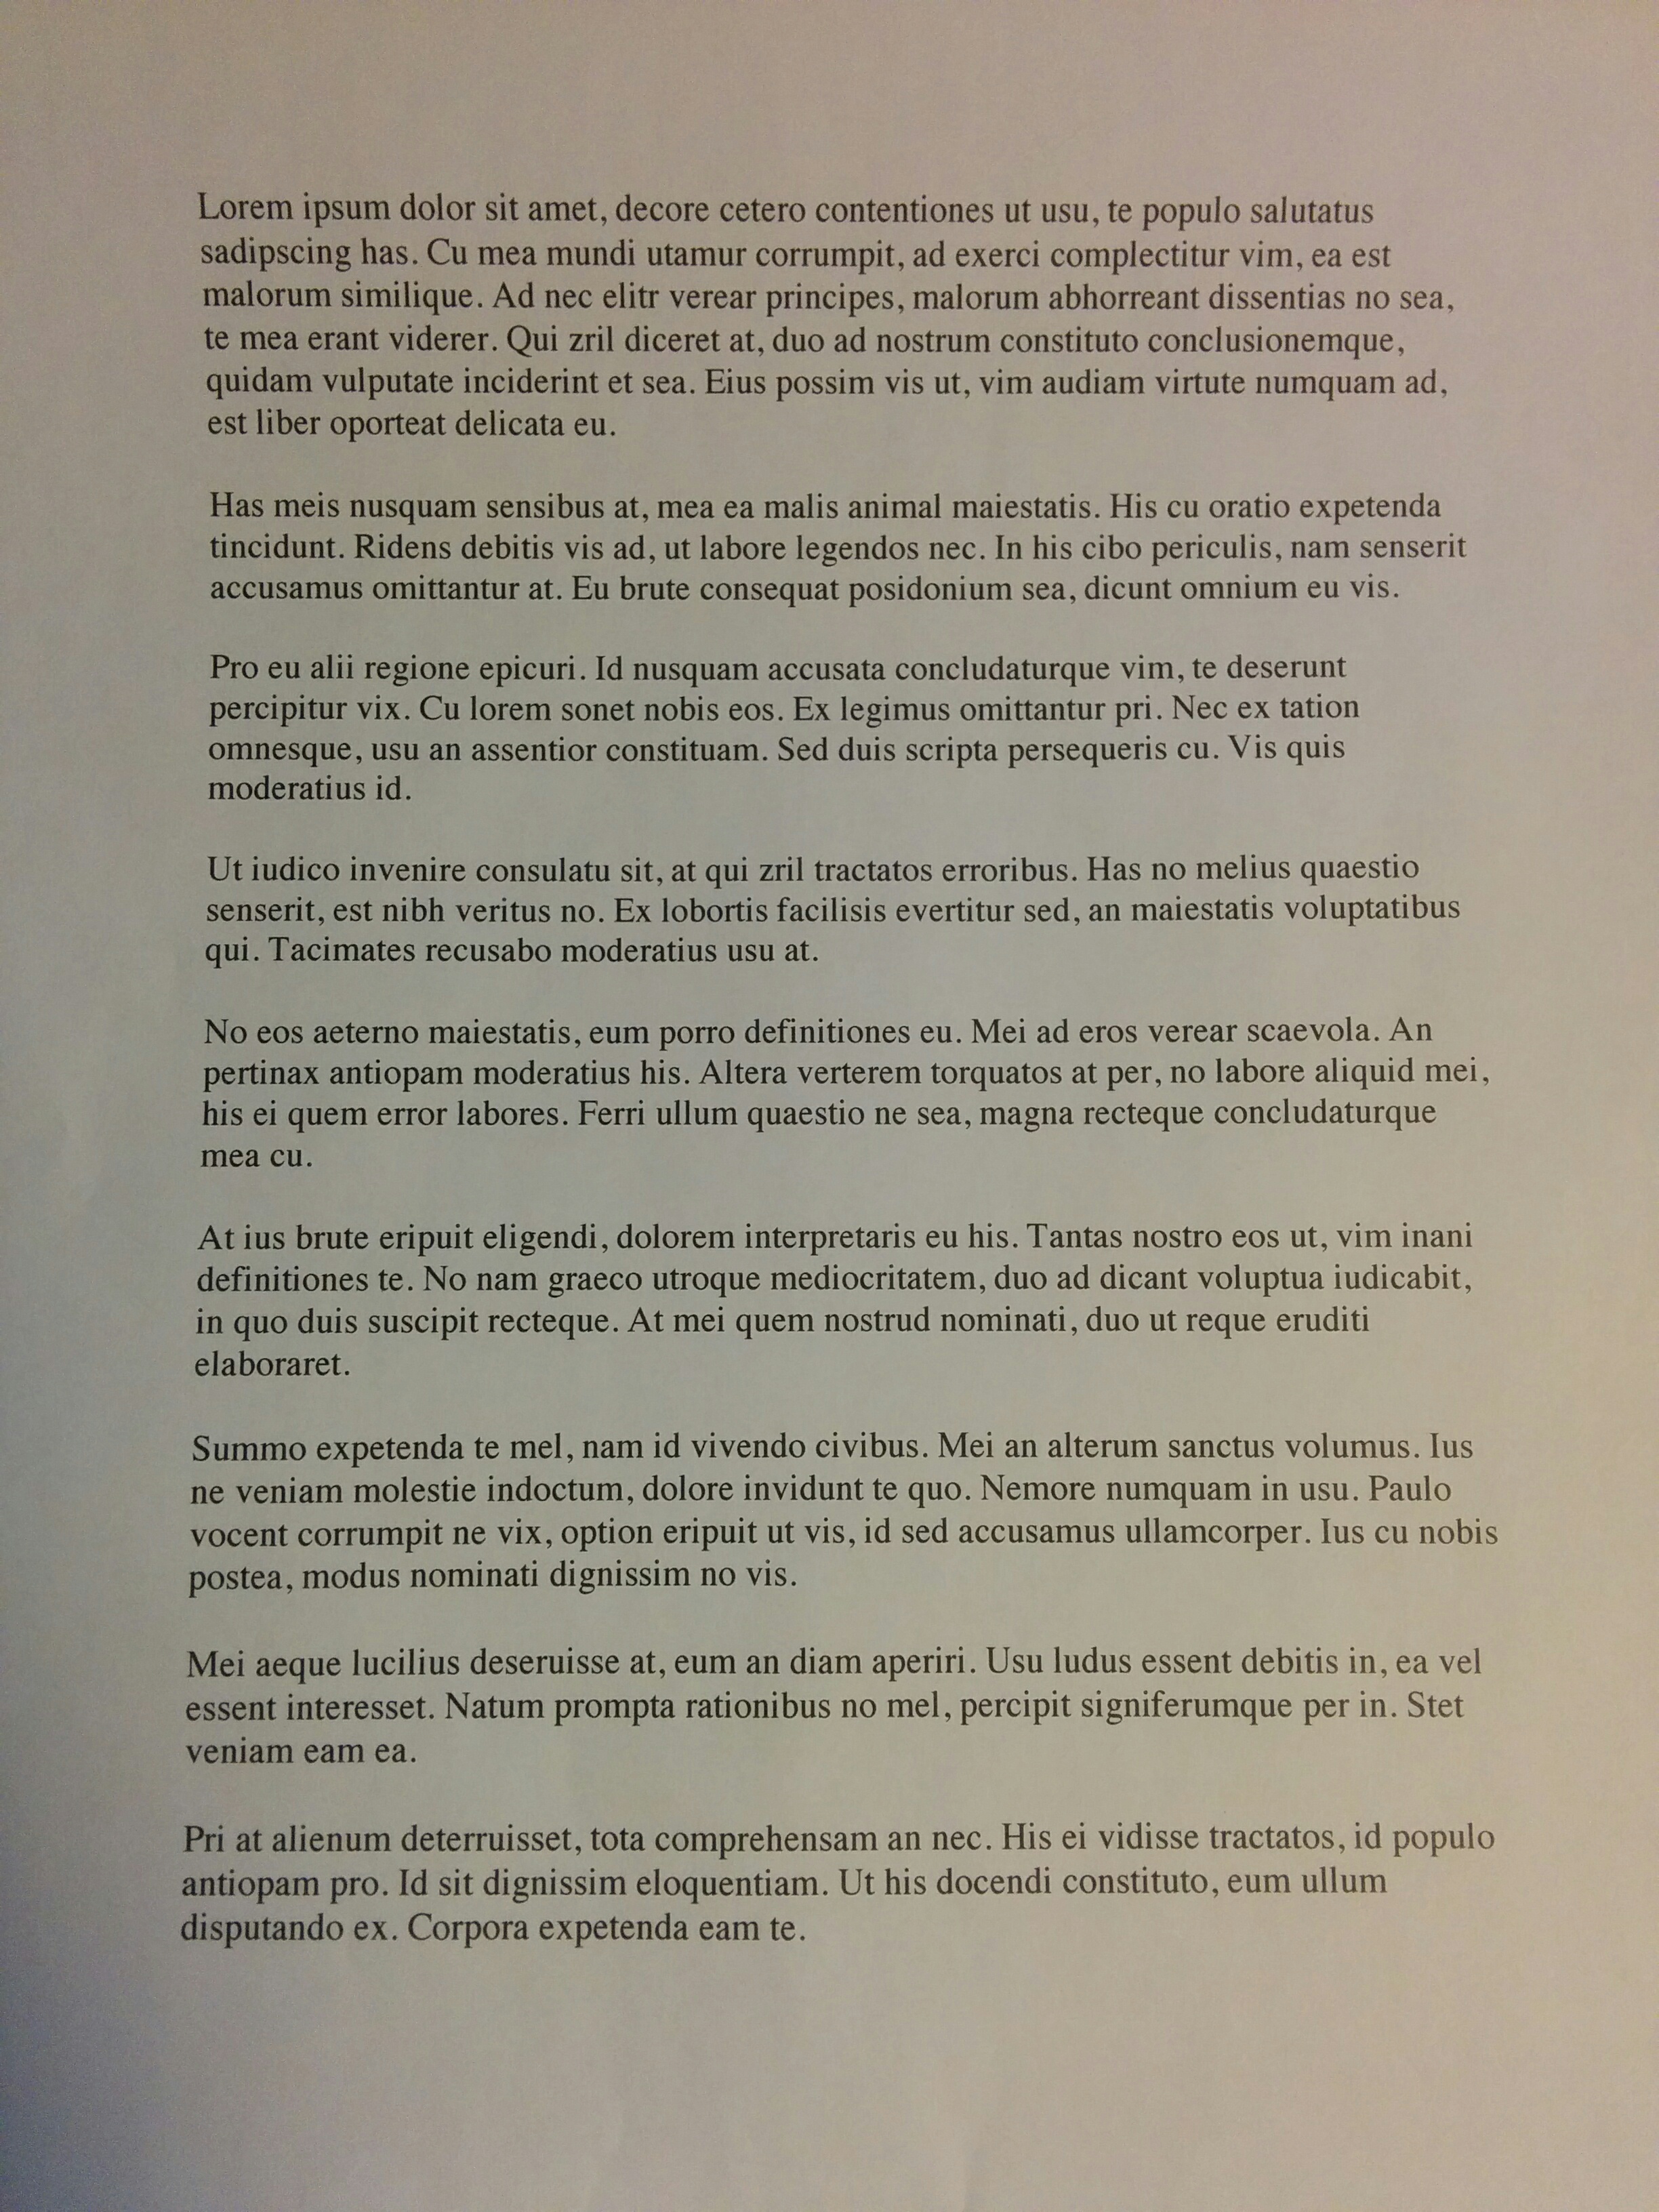 Lorem ipsum dolor sit amet, decore cetero contentiones ut usu, te populo salutatus
sadipscing has. Cu mea mundi utamur corrumpit, ad exerci complectitur vim, ea est
malorum similique. Ad nec elitr verear principes, malorum abhorreant dissentias no sea,
te mea erant viderer. Qui zril diceret at, duo ad nostrum constituto conclusionemque,
quidam vulputate inciderint et sea. Eius possim vis ut, vim audiam virtute numquam ad,
est liber oporteat delicata eu.
Has meis nusquam sensibus at, mea ea malis animal maiestatis. His cu oratio expetenda
tincidunt. Ridens debitis vis ad, ut labore legendos nec. In his cibo periculis, nam senserit
accusamus omittantur at. Eu brute consequat posidonium sea, dicunt omnium eu vis.
Pro eu alii regione epicuri. Id nusquam accusata concludaturque vim, te deserunt
percipitur vix. Cu lorem sonet nobis eos. Ex legimus omittantur pri. Nec ex tation
omnesque, usu an assentior constituam. Sed duis scripta persequeris cu. Vis quis
moderatius id.
Ut iudico invenire consulatu sit, at qui zril tractatos erroribus. Has no melius quaestio
senserit, est nibh veritus no. Ex lobortis facilisis evertitur sed, an maiestatis voluptatibus
qui. Tacimates recusabo moderatius usu at.
No eos aeterno maiestatis, eum porro definitiones eu. Mei ad eros verear scaevola. An
pertinax antiopam moderatius his. Altera verterem torquatos at per, no labore aliquid mei,
his ei quem error labores. Ferri ullum quaestio ne sea, magna recteque concludaturque
mea cu.
At ius brute eripuit eligendi, dolorem interpretaris eu his. Tantas nostro eos ut, vim inani
definitiones te. No nam graeco utroque mediocritatem, duo ad dicant voluptua iudicabit,
in quo duis suscipit recteque. At mei quem nostrud nominati, duo ut reque eruditi
elaboraret.
Summo expetenda te mel, nam id vivendo civibus. Mei an alterum sanctus volumus. Ius
ne veniam molestie indoctum, dolore invidunt te quo. Nemore numquam in usu. Paulo
vocent corrumpit ne vix, option eripuit ut vis, id sed accusamus ullamcorper. Ius cu nobis
postea, modus nominati dignissim no vis.
Mei aeque lucilius deseruisse at, eum an diam aperiri. Usu ludus essent debitis in, ea vel
essent interesset. Natum prompta rationibus no mel, percipit signiferumque per in. Stet
veniam eam ea.
Pri at alienum deterruisset, tota comprehensam an nec. His ei vidisse tractatos, id populo
antiopam pro. Id sit dignissim eloquentiam. Ut his docendi constituto, eum ullum
disputando ex. Corpora expetenda eam te.